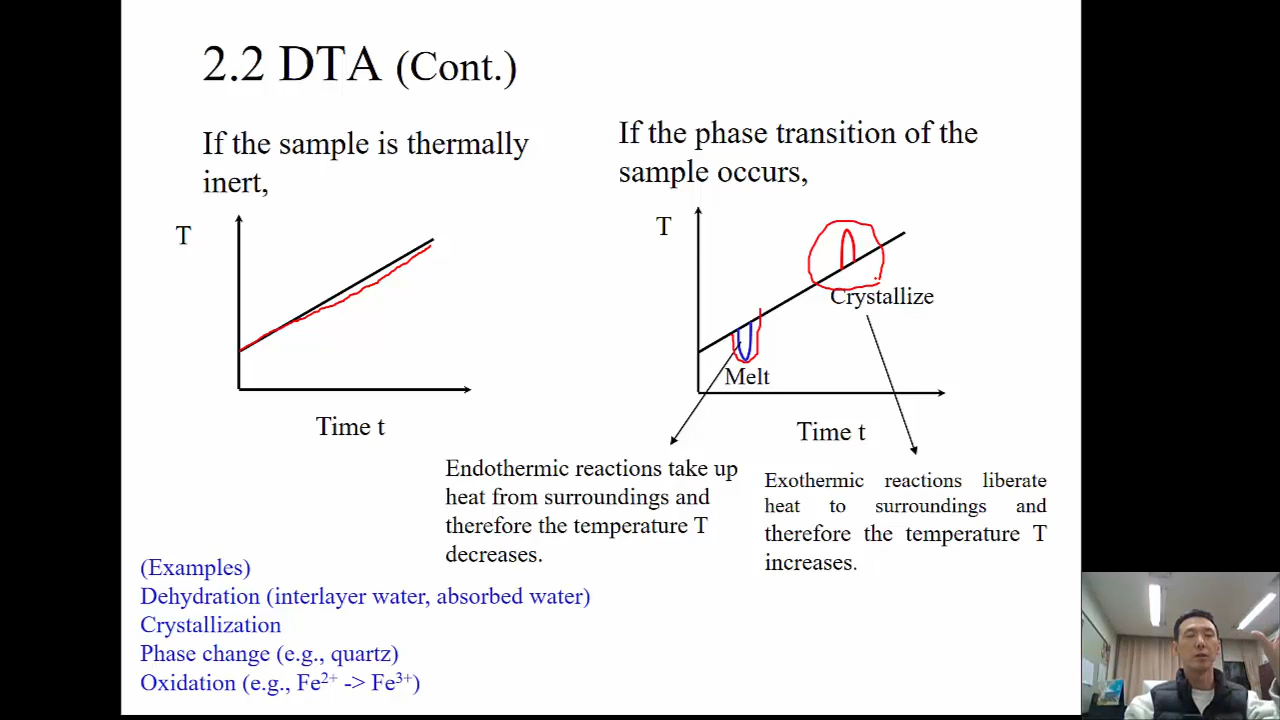 2.2 DTA (Cont.)
If the sample is thermally
inert,
T
Time t
If the phase transition of the
sample occurs,
T
Crystallize
Melt
Time t
Endothermic reactions take up
heat from surroundings and
therefore the temperature T
decreases.
Exothermic reactions liberate
heat to surroundings and
therefore the temperature T
increases.
(Examples)
Dehydration (interlayer water, absorbed water)
Crystallization
Phase change (e.g., quartz)
Oxidation (e.g., Fe²⁺ -> Fe³⁺)